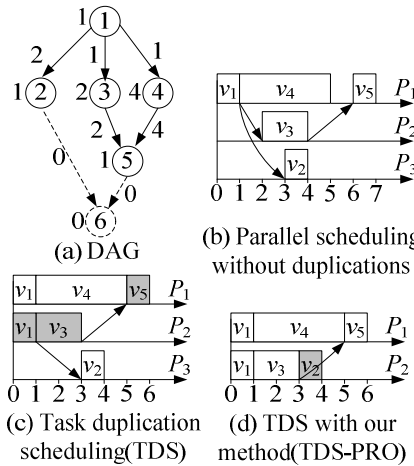 1 1
2 1 1
1 2 2 3 4 4
2 4
0 1 5
0
0 6
(a) DAG
v1 v4 v5 P1
v3 P2
v2 P3
0 1 2 3 4 5 6 7
(b) Parallel scheduling
without duplications
v1 v4 v5 P1
v1 v3 P2
v2 P3
0 1 3 4 5 6
(c) Task duplication
scheduling(TDS)
v1 v4 v5 P1
v1 v3 v2 P2
0 1 2 3 4 5 6
(d) TDS with our
method(TDS-PRO)